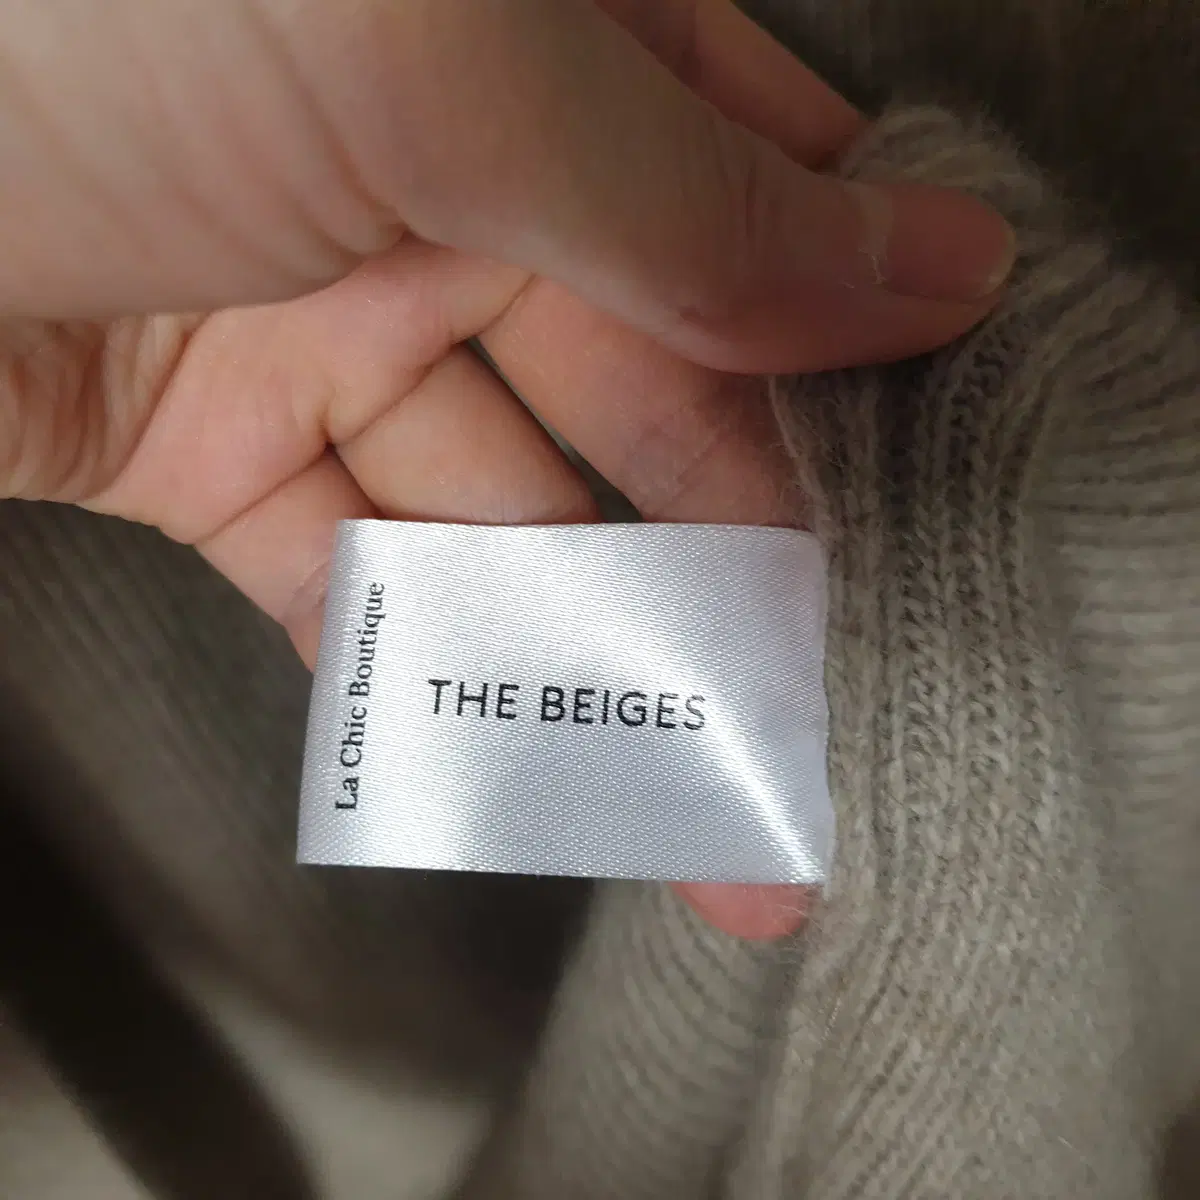 La Chic Boutique
THE BEIGES